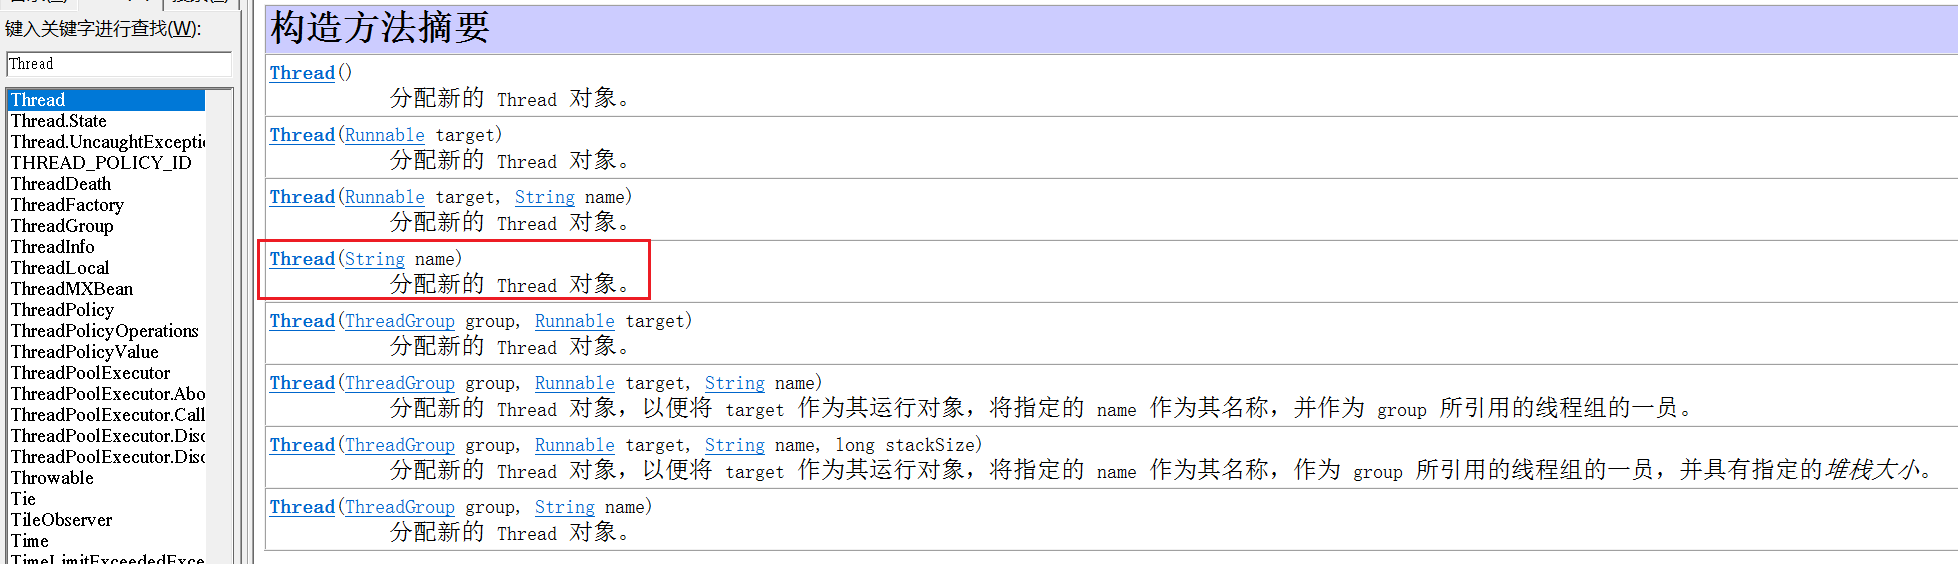 键入关键字进行查找(W):
Thread
Thread
Thread.State
Thread.UncaughtExcepti
THREAD_POLICY_ID
ThreadDeath
ThreadFactory
ThreadGroup
ThreadInfo
ThreadLocal
ThreadMXBean
ThreadPolicy
ThreadPolicyOperations
ThreadPolicyValue
ThreadPoolExecutor
ThreadPoolExecutor.Abo
ThreadPoolExecutor.Call
ThreadPoolExecutor.Disc
ThreadPoolExecutor.Disc
Throwable
Tie
TileObserver
Time
TimeLimitExceededExce
构造方法摘要
Thread()
分配新的 Thread 对象。
Thread(Runnable target)
分配新的 Thread 对象。
Thread(Runnable target, String name)
分配新的 Thread 对象。
Thread(String name)
分配新的 Thread 对象。
Thread(ThreadGroup group, Runnable target)
分配新的 Thread 对象。
Thread(ThreadGroup group, Runnable target, String name)
分配新的 Thread 对象，以便将 target 作为其运行对象，将指定的 name 作为其名称，并作为 group 所引用的线程组的一员。
Thread(ThreadGroup group, Runnable target, String name, long stackSize)
分配新的 Thread 对象，以便将 target 作为其运行对象，将指定的 name 作为其名称，作为 group 所引用的线程组的一员，并具有指定的堆栈大小。
Thread(ThreadGroup group, String name)
分配新的 Thread 对象。